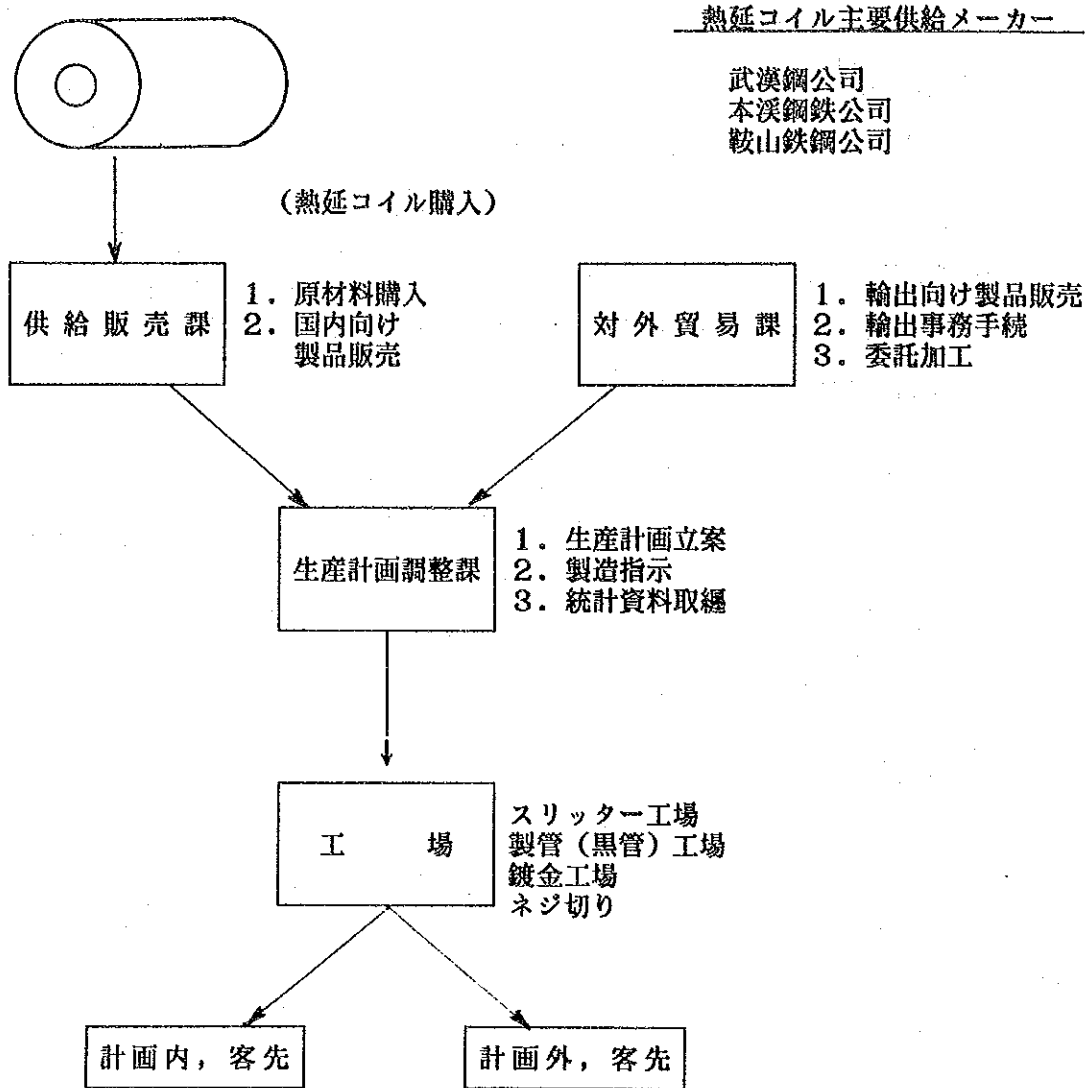 熱延コイル主要供給メーカー
武漢鋼公司
本渓鋼鉄公司
鞍山鉄鋼公司
(熱延コイル購入)
供給販売課
1. 原材料購入
2. 国内向け
製品販売
対外貿易課
1. 輸出向け製品販売
2. 輸出事務手続
3. 委託加工
生産計画調整課
1. 生産計画立案
2. 製造指示
3. 統計資料取纏
工場
スリッター工場
製管(黒管)工場
鍍金工場
ネジ切り
計画内,客先
計画外,客先